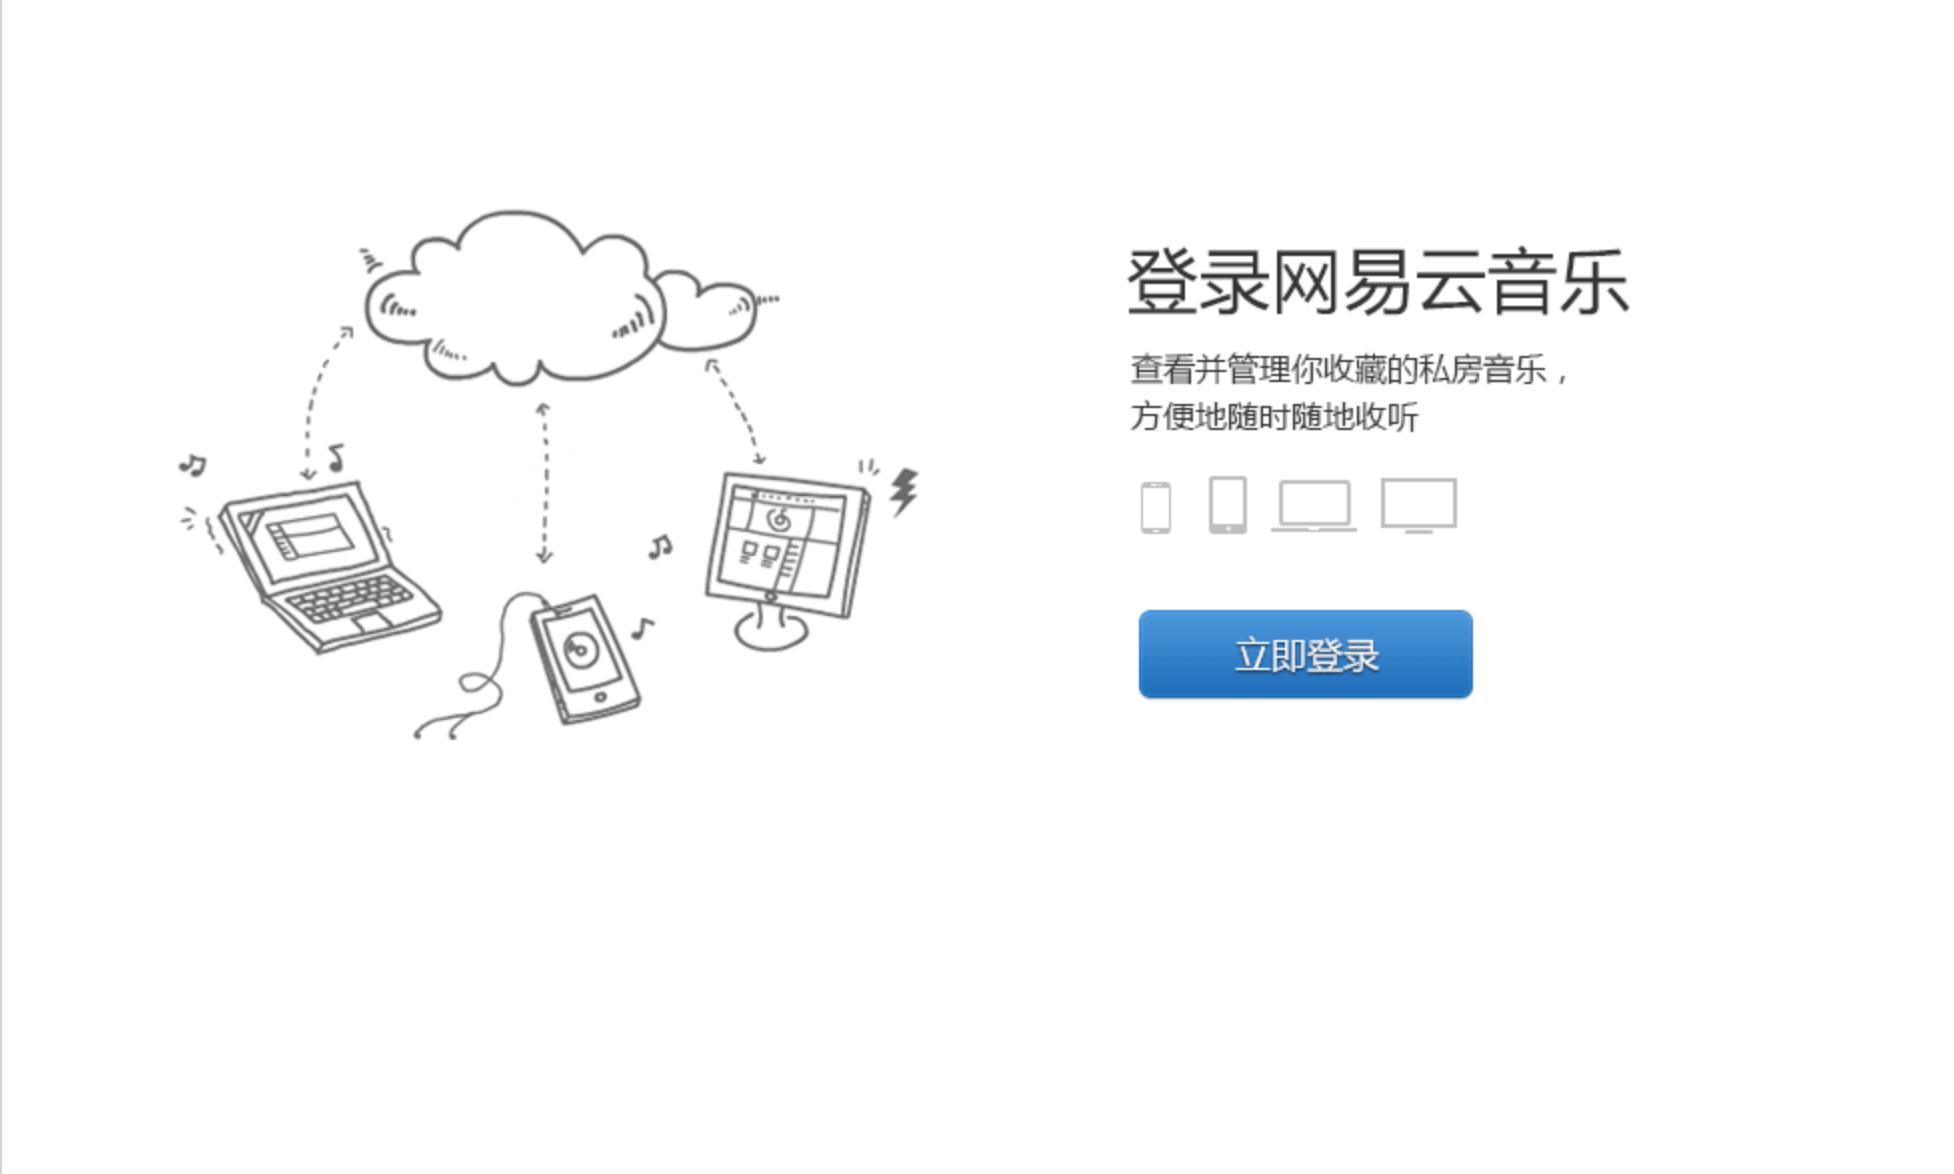 登录网易云音乐
查看并管理你收藏的私房音乐，
方便地随时随地收听
立即登录